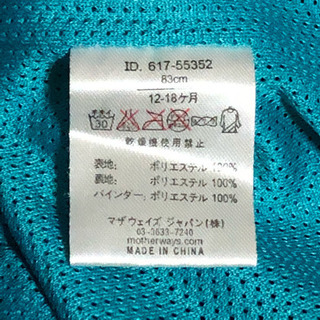 ID. 617-55352
83cm
12-18ケ月
30
乾燥機使用禁止
表地: ポリエステル 100%
裏地: ポリエステル 100%
バインダー: ポリエステル 100%
マザウェイズ ジャパン(株)
03-3633-7240
motherways.com
MADE IN CHINA